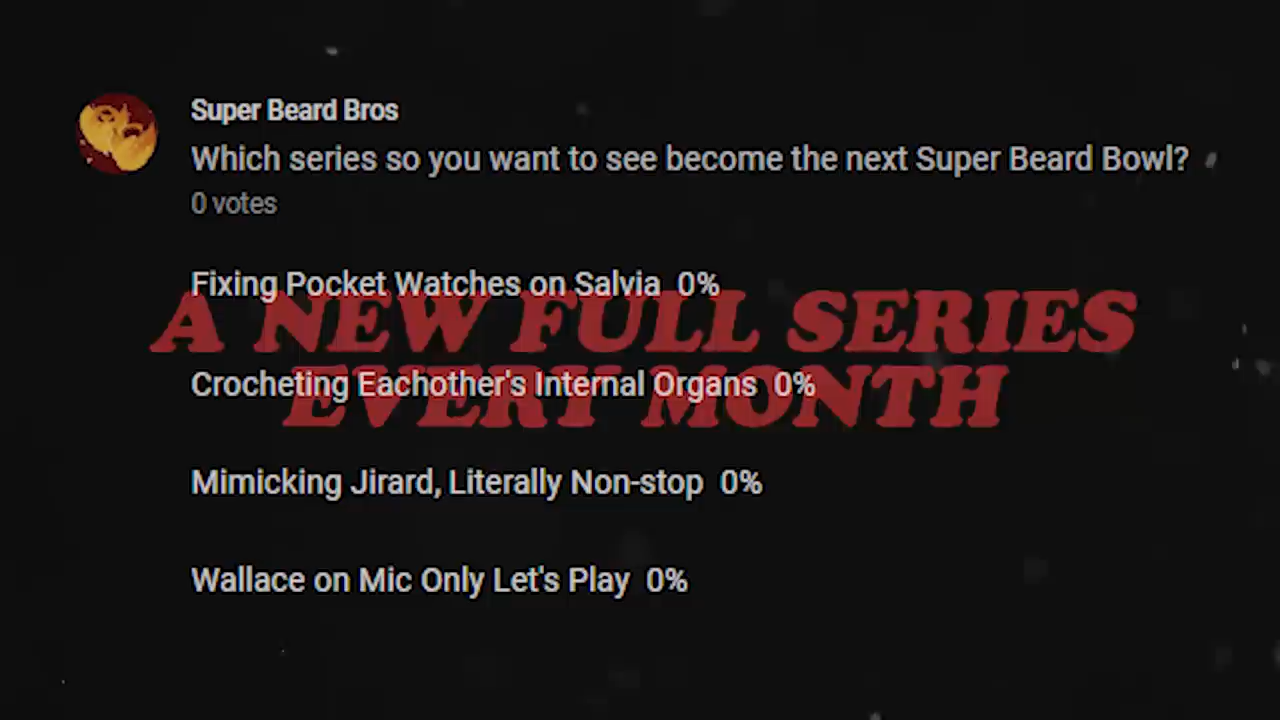 Super Beard Bros
Which series so you want to see become the next Super Beard Bowl?
0 votes
Fixing Pocket Watches on Salvia 0%
A NEW FULL SERIES
Crocheting Eachother's Internal Organs 0%
EVERY MONTH
Mimicking Jirard, Literally Non-stop 0%
Wallace on Mic Only Let's Play 0%